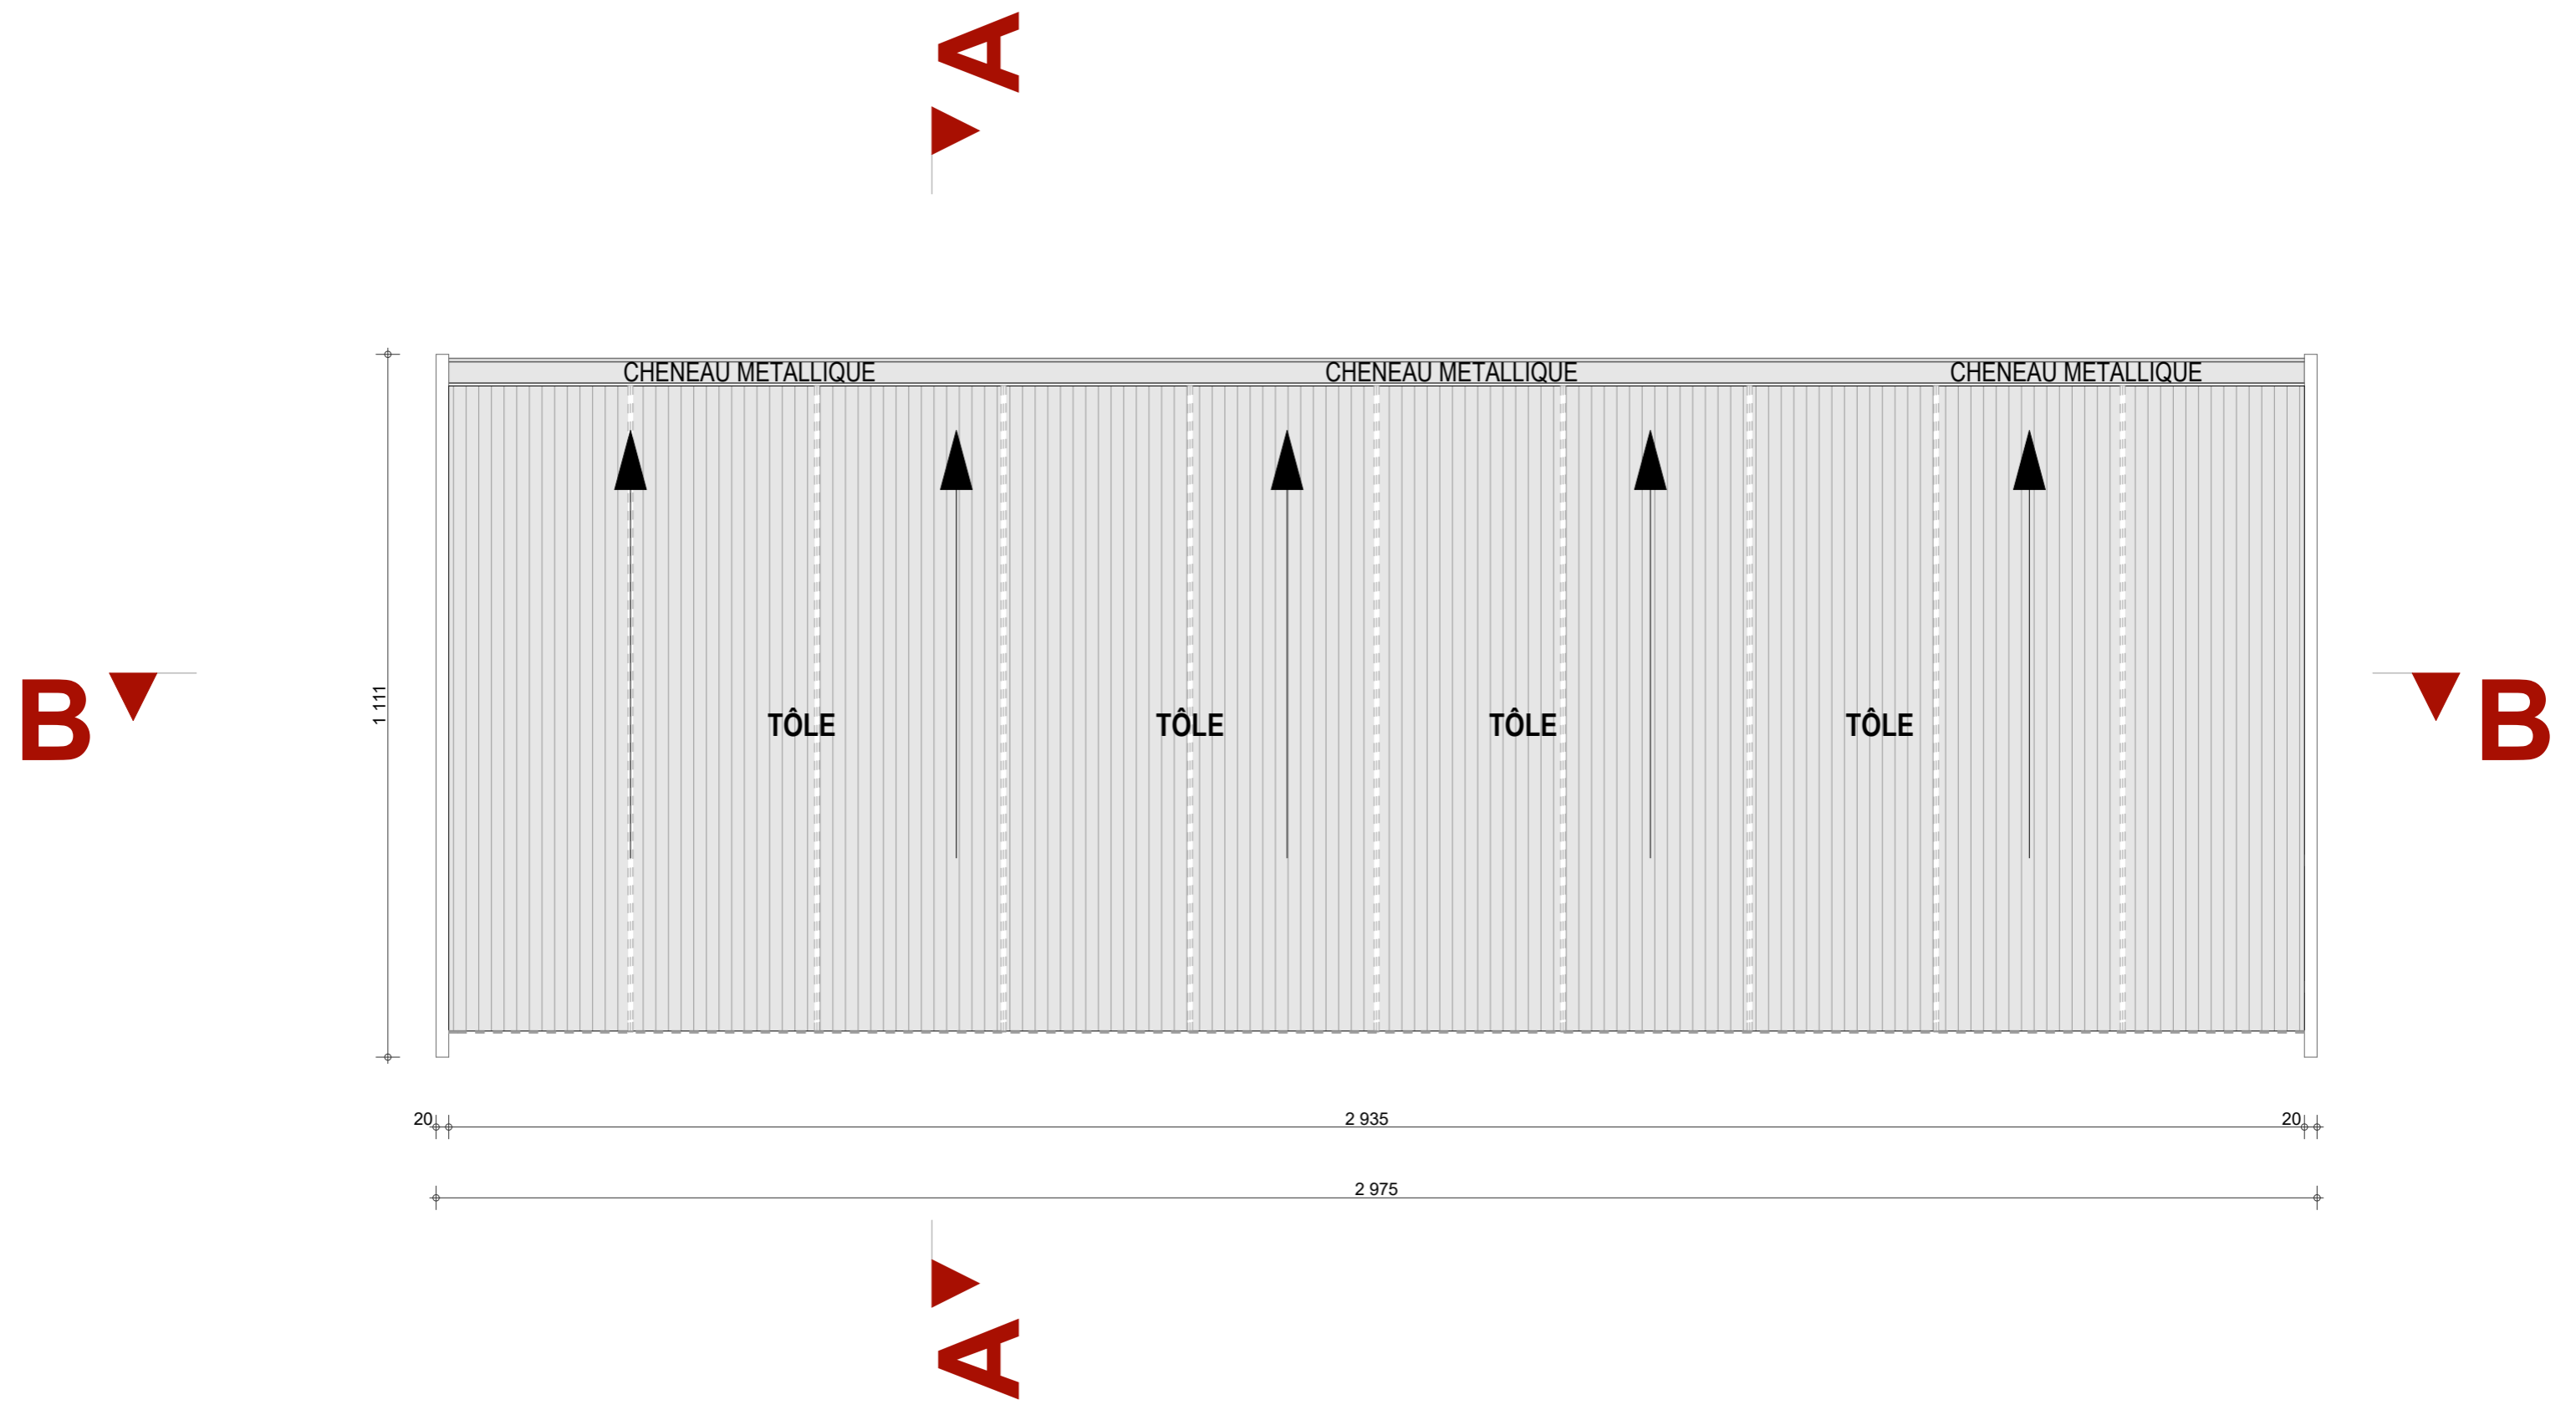 A
CHENEAU METALLIQUE CHENEAU METALLIQUE CHENEAU METALLIQUE
1 111
B TÔLE TÔLE TÔLE TÔLE B
20 2 935 20
2 975
A